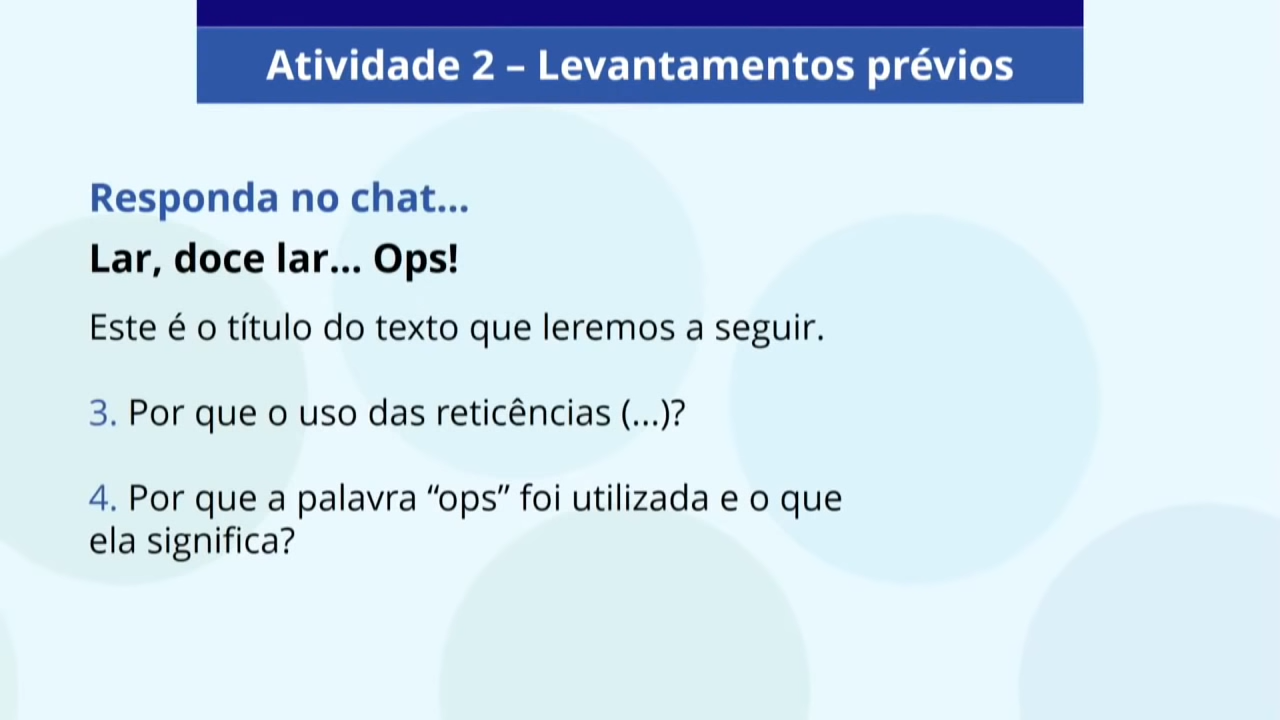 Atividade 2 – Levantamentos prévios
Responda no chat...
Lar, doce lar... Ops!
Este é o título do texto que leremos a seguir.
3. Por que o uso das reticências (...)?
4. Por que a palavra “ops” foi utilizada e o que
ela significa?